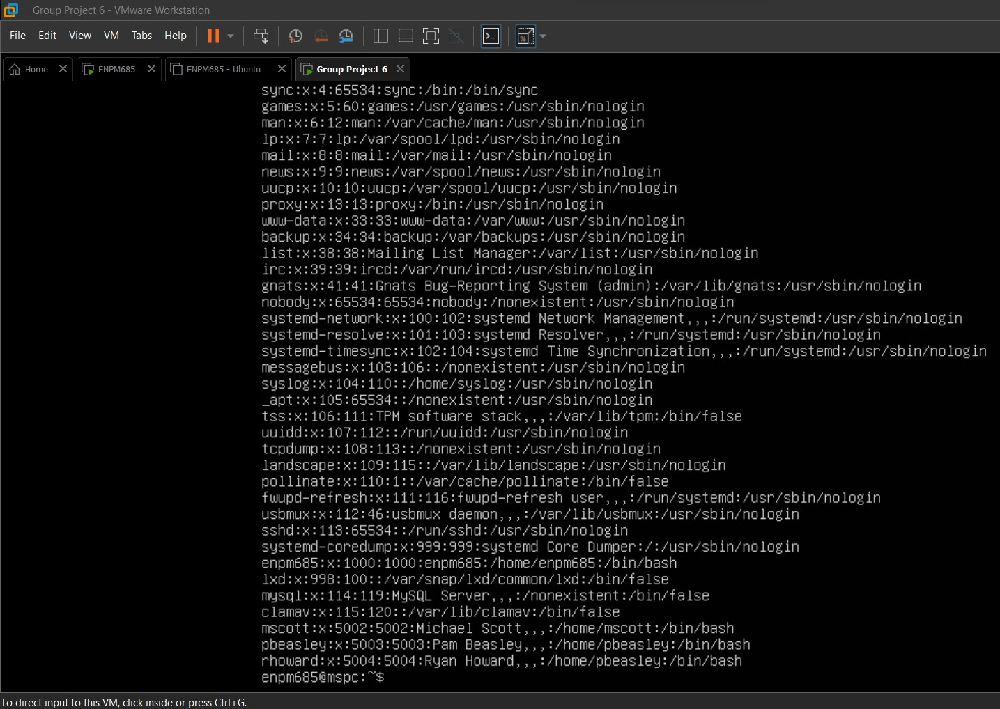 Group Project 6 - VMware Workstation
File Edit View VM Tabs Help
Home ENPM685 ENPM685 - Ubuntu Group Project 6
sync:x:4:65534:sync:/bin:/bin/sync
games:x:5:60:games:/usr/games:/usr/sbin/nologin
man:x:6:12:man:/var/cache/man:/usr/sbin/nologin
lp:x:7:7:lp:/var/spool/lpd:/usr/sbin/nologin
mail:x:8:8:mail:/var/mail:/usr/sbin/nologin
news:x:9:9:news:/var/spool/news:/usr/sbin/nologin
uucp:x:10:10:uucp:/var/spool/uucp:/usr/sbin/nologin
proxy:x:13:13:proxy:/bin:/usr/sbin/nologin
www-data:x:33:33:www-data:/var/www:/usr/sbin/nologin
backup:x:34:34:backup:/var/backups:/usr/sbin/nologin
list:x:38:38:Mailing List Manager:/var/list:/usr/sbin/nologin
irc:x:39:39:ircd:/var/run/ircd:/usr/sbin/nologin
gnats:x:41:41:Gnats Bug-Reporting System (admin):/var/lib/gnats:/usr/sbin/nologin
nobody:x:65534:65534:nobody:/nonexistent:/usr/sbin/nologin
systemd-network:x:100:102:systemd Network Management,,,:/run/systemd:/usr/sbin/nologin
systemd-resolve:x:101:103:systemd Resolver,,,:/run/systemd:/usr/sbin/nologin
systemd-timesync:x:102:104:systemd Time Synchronization,,,:/run/systemd:/usr/sbin/nologin
messagebus:x:103:106::/nonexistent:/usr/sbin/nologin
syslog:x:104:110::/home/syslog:/usr/sbin/nologin
_apt:x:105:65534::/nonexistent:/usr/sbin/nologin
tss:x:106:111:TPM software stack,,,:/var/lib/tpm:/bin/false
uuidd:x:107:112::/run/uuidd:/usr/sbin/nologin
tcpdump:x:108:113::/nonexistent:/usr/sbin/nologin
landscape:x:109:115::/var/lib/landscape:/usr/sbin/nologin
pollinate:x:110:1::/var/cache/pollinate:/bin/false
fwupd-refresh:x:111:116:fwupd-refresh user,,,:/run/systemd:/usr/sbin/nologin
usbmux:x:112:46:usbmux daemon,,,:/var/lib/usbmux:/usr/sbin/nologin
sshd:x:113:65534::/run/sshd:/usr/sbin/nologin
systemd-coredump:x:999:999:systemd Core Dumper:/:/usr/sbin/nologin
enpm685:x:1000:1000:enpm685:/home/enpm685:/bin/bash
lxd:x:998:100::/var/snap/lxd/common/lxd:/bin/false
mysql:x:114:119:MySQL Server,,,:/nonexistent:/bin/false
clamav:x:115:120::/var/lib/clamav:/bin/false
mscott:x:5002:5002:Michael Scott,,,:/home/mscott:/bin/bash
pbeasley:x:5003:5003:Pam Beasley,,,:/home/pbeasley:/bin/bash
rhoward:x:5004:5004:Ryan Howard,,,:/home/pbeasley:/bin/bash
enpm685@mspc:~$
To direct input to this VM, click inside or press Ctrl+G.